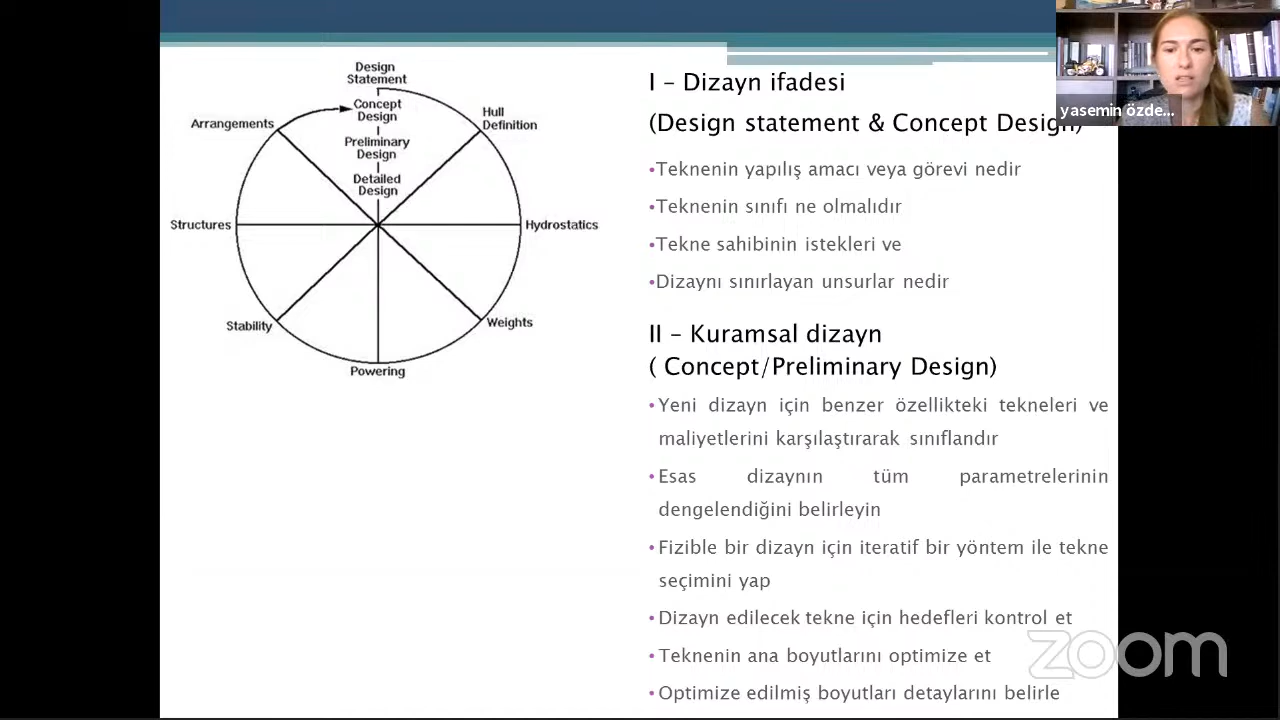 Design
Statement
Concept
Design
Preliminary
Design
Detailed
Design
Hull
Definition
Hydrostatics
Weights
Powering
Stability
Structures
Arrangements
I – Dizayn ifadesi
(Design statement & Concept Design)
•Teknenin yapılış amacı veya görevi nedir
•Teknenin sınıfı ne olmalıdır
•Tekne sahibinin istekleri ve
•Dizaynı sınırlayan unsurlar nedir
II – Kuramsal dizayn
( Concept/Preliminary Design)
•Yeni dizayn için benzer özellikteki tekneleri ve
maliyetlerini karşılaştırarak sınıflandır
•Esas dizaynın tüm parametrelerinin
dengelendiğini belirleyin
•Fizible bir dizayn için iteratif bir yöntem ile tekne
seçimini yap
•Dizayn edilecek tekne için hedefleri kontrol et
•Teknenin ana boyutlarını optimize et
•Optimize edilmiş boyutları detaylarını belirle
yasemin özde...
zoom